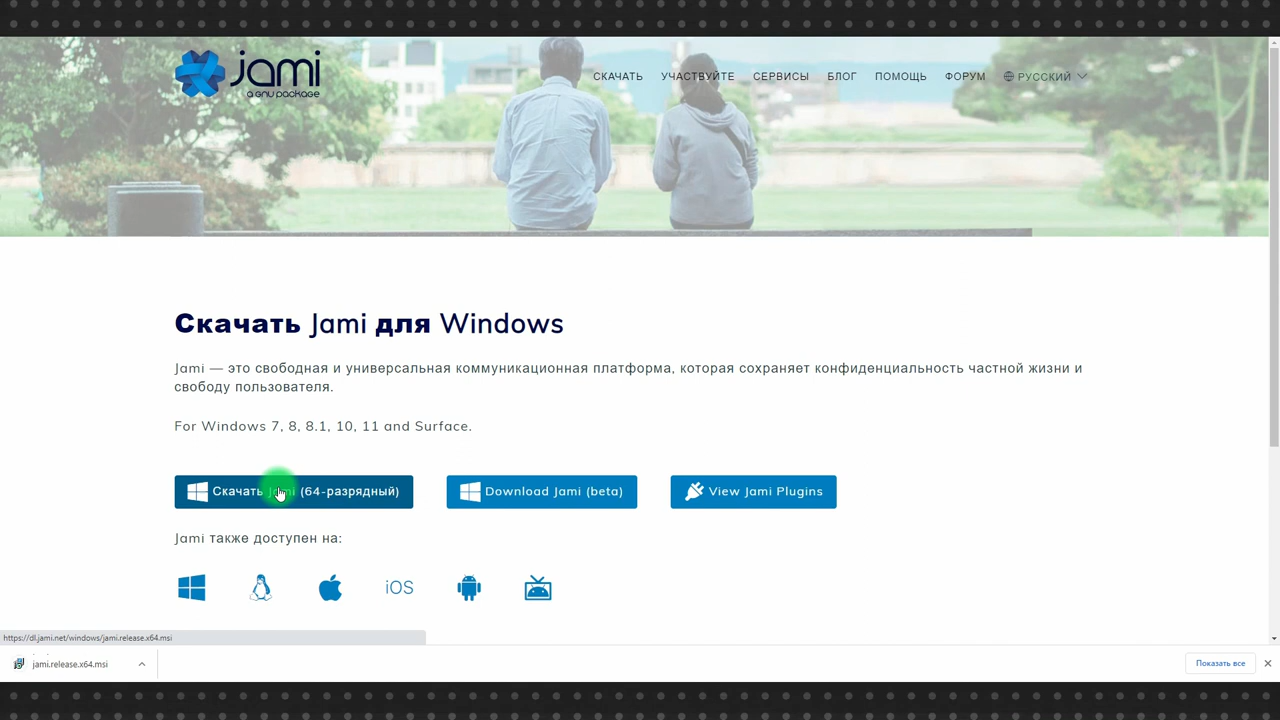 jami
a GNU package
СКАЧАТЬ УЧАСТВУЙТЕ СЕРВИСЫ БЛОГ ПОМОЩЬ ФОРУМ РУССКИЙ
Скачать Jami для Windows
Jami — это свободная и универсальная коммуникационная платформа, которая сохраняет конфиденциальность частной жизни и
свободу пользователя.
For Windows 7, 8, 8.1, 10, 11 and Surface.
Скачать Jami (64-разрядный) Download Jami (beta) View Jami Plugins
Jami также доступен на:
iOS
https://dl.jami.net/windows/jami.release.x64.msi
jami.release.x64.msi Показать все